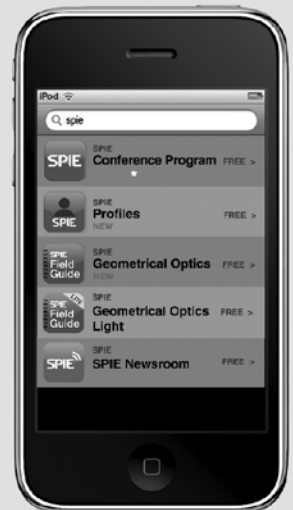 iPod
spie
SPIE
SPIE
Conference Program
FREE >
SPIE
SPIE
Profiles
NEW
FREE >
SPIE
Field
Guide
SPIE
Geometrical Optics
NEW
FREE >
SPIE
Field
Guide
Lite
SPIE
Geometrical Optics
Light
FREE >
SPIE
SPIE
SPIE Newsroom
FREE >